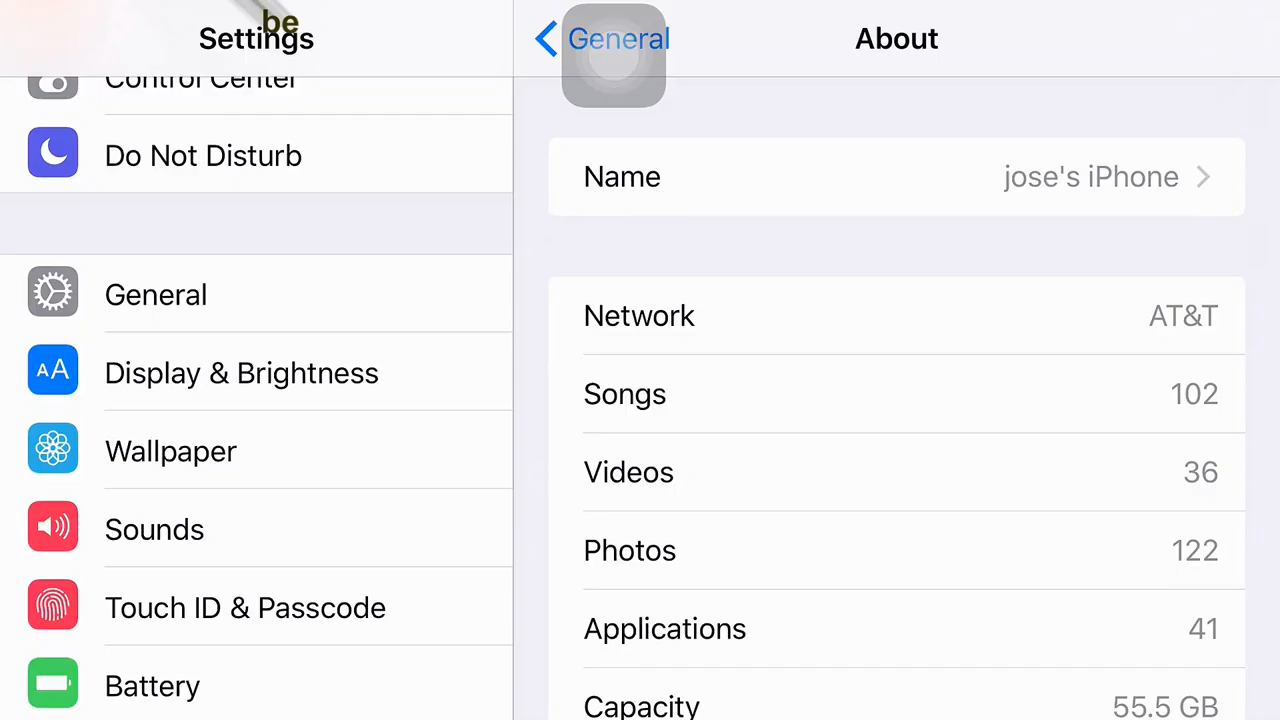 be
Settings
Control Center
Do Not Disturb
General
AA Display & Brightness
Wallpaper
Sounds
Touch ID & Passcode
Battery
General
About
Name jose's iPhone
Network AT&T
Songs 102
Videos 36
Photos 122
Applications 41
Capacity 55.5 GB